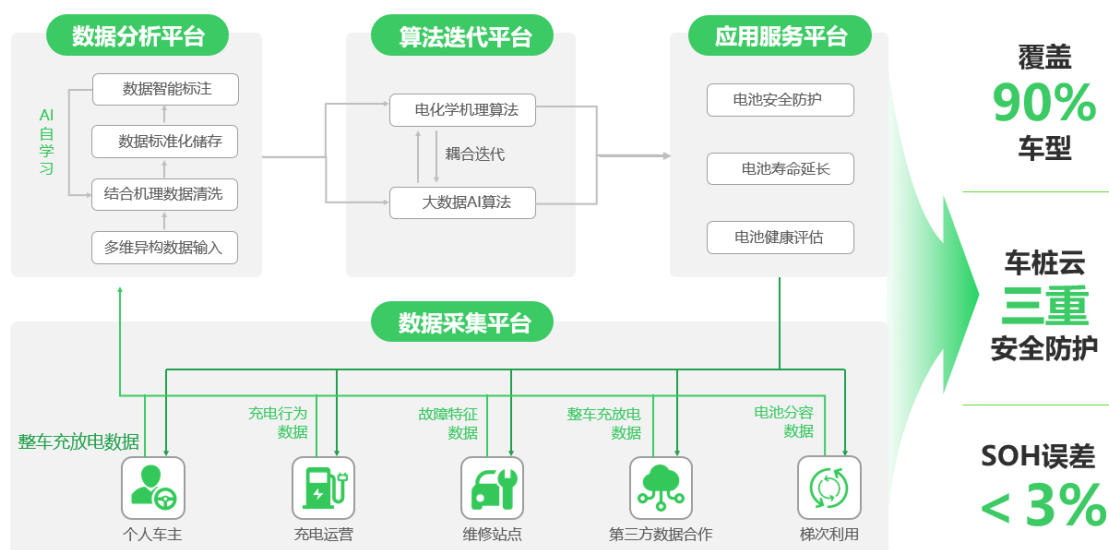 数据分析平台
数据智能标注
AI
自
学
习
数据标准化储存
结合机理数据清洗
多维异构数据输入
算法迭代平台
电化学机理算法
耦合迭代
大数据AI算法
应用服务平台
电池安全防护
电池寿命延长
电池健康评估
覆盖
90%
车型
车桩云
三重
安全防护
SOH误差
< 3%
数据采集平台
整车充放电数据
充电行为
数据
故障特征
数据
整车充放电
数据
电池分容
数据
个人车主
充电运营
维修站点
第三方数据合作
梯次利用